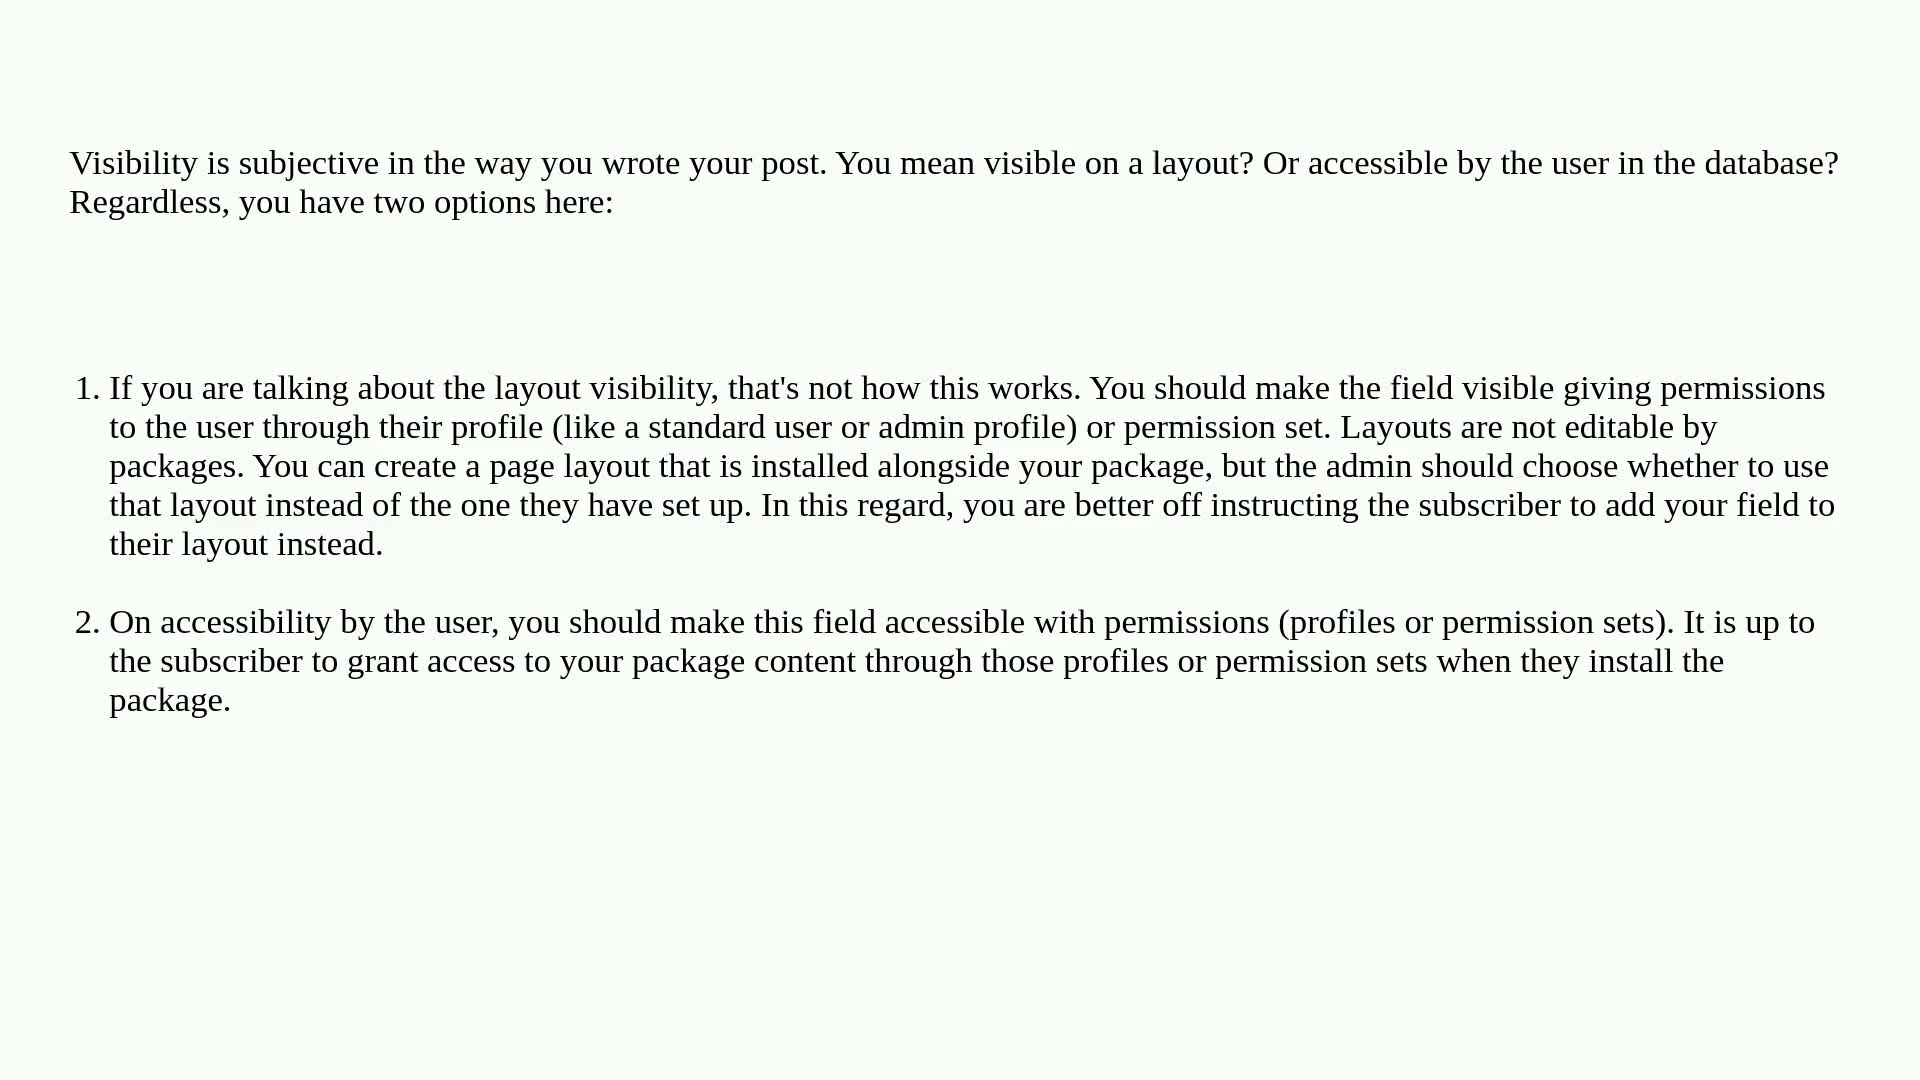 Visibility is subjective in the way you wrote your post. You mean visible on a layout? Or accessible by the user in the database?
Regardless, you have two options here:
1. If you are talking about the layout visibility, that's not how this works. You should make the field visible giving permissions
to the user through their profile (like a standard user or admin profile) or permission set. Layouts are not editable by
packages. You can create a page layout that is installed alongside your package, but the admin should choose whether to use
that layout instead of the one they have set up. In this regard, you are better off instructing the subscriber to add your field to
their layout instead.
2. On accessibility by the user, you should make this field accessible with permissions (profiles or permission sets). It is up to
the subscriber to grant access to your package content through those profiles or permission sets when they install the
package.